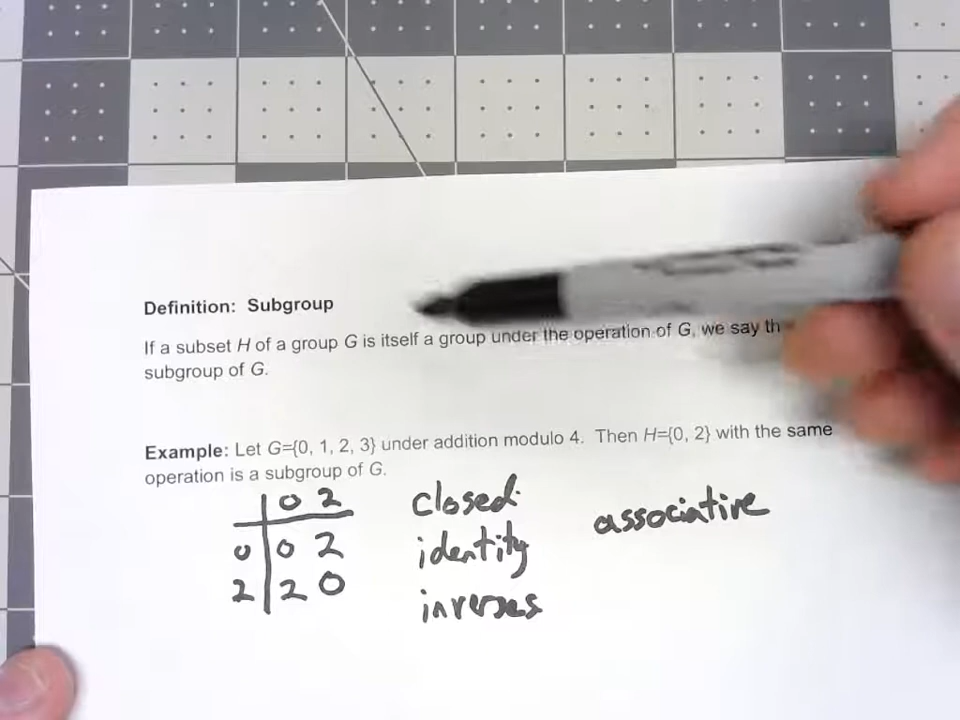 Definition: Subgroup
If a subset H of a group G is itself a group under the operation of G, we say
subgroup of G.
Example: Let G={0, 1, 2, 3} under addition modulo 4. Then H={0, 2} with the same
operation is a subgroup of G.
0 2
0 0 2
2 2 0
closed
identity
inverses
associative